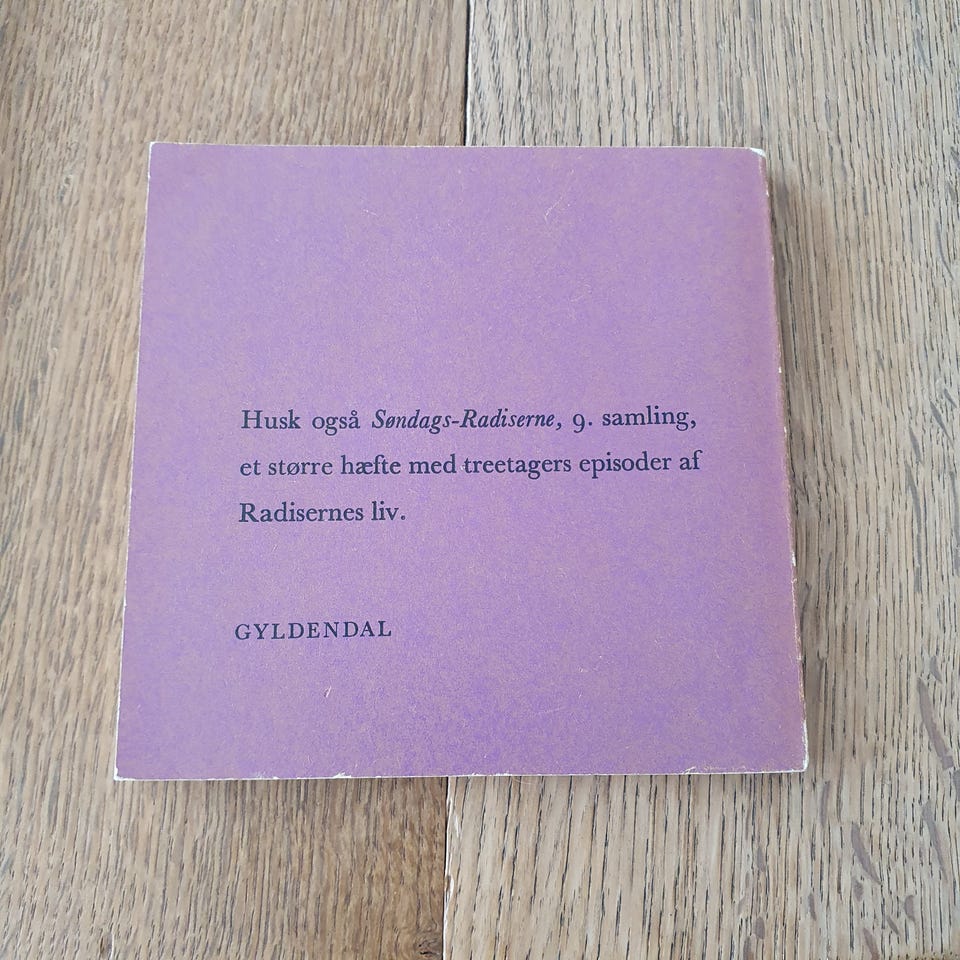 Husk også Søndags-Radiserne, 9. samling,
et større hæfte med treetagers episoder af
Radisernes liv.
GYLDENDAL